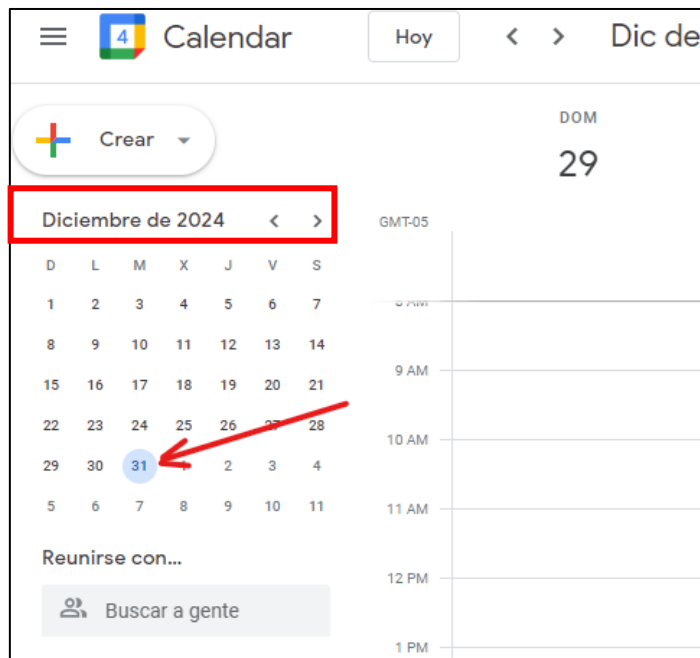 4 Calendar Hoy < > Dic de
DOM
Crear
29
Diciembre de 2024 < >
GMT-05
D L M X J V S
1 2 3 4 5 6 7
8 9 10 11 12 13 14
9 AM
15 16 17 18 19 20 21
22 23 24 25 26 27 28
10 AM
29 30 31 1 2 3 4
5 6 7 8 9 10 11
11 AM
Reunirse con...
12 PM
Buscar a gente
1 PM